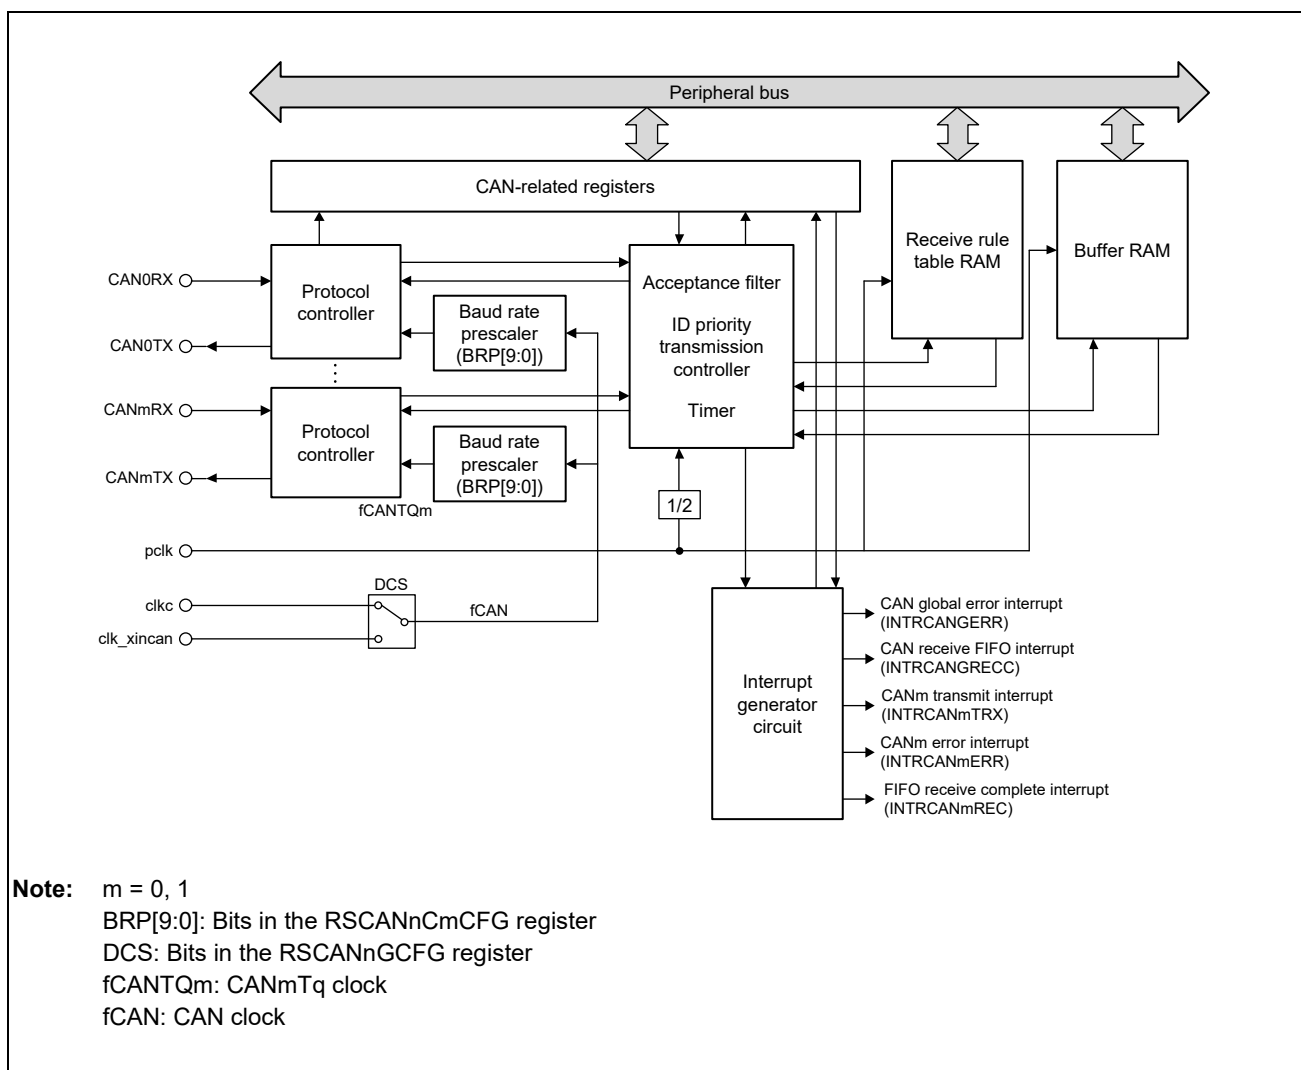 Peripheral bus
CAN-related registers
Receive rule
table RAM
Buffer RAM
CAN0RX
CAN0TX
Protocol
controller
Baud rate
prescaler
(BRP[9:0])
Acceptance filter
ID priority
transmission
controller
Timer
CANmRX
CANmTX
Protocol
controller
Baud rate
prescaler
(BRP[9:0])
fCANTQm
1/2
pclk
DCS
clkc
fCAN
clk_xincan
Interrupt
generator
circuit
CAN global error interrupt
(INTRCANGERR)
CAN receive FIFO interrupt
(INTRCANGRECC)
CANm transmit interrupt
(INTRCANmTRX)
CANm error interrupt
(INTRCANmERR)
FIFO receive complete interrupt
(INTRCANmREC)
Note: m = 0, 1
BRP[9:0]: Bits in the RSCANnCmCFG register
DCS: Bits in the RSCANnGCFG register
fCANTQm: CANmTq clock
fCAN: CAN clock